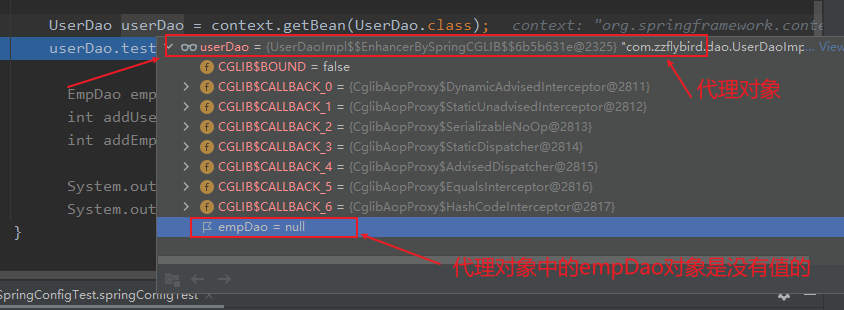 UserDao userDao = context.getBean(UserDao.class); context: "org.springframework.conte
userDao.test
userDao = {UserDaoImpl$$EnhancerBySpringCGLIB$$6b5b631e@2325} "com.zzflybird.dao.UserDaoImp... View
CGLIB$BOUND = false
代理对象
CGLIB$CALLBACK_0 = {CglibAopProxy$DynamicAdvisedInterceptor@2811}
EmpDao emp
CGLIB$CALLBACK_1 = {CglibAopProxy$StaticUnadvisedInterceptor@2812}
int addUse
CGLIB$CALLBACK_2 = {CglibAopProxy$SerializableNoOp@2813}
int addEmp
CGLIB$CALLBACK_3 = {CglibAopProxy$StaticDispatcher@2814}
CGLIB$CALLBACK_4 = {CglibAopProxy$AdvisedDispatcher@2815}
System.out
CGLIB$CALLBACK_5 = {CglibAopProxy$EqualsInterceptor@2816}
System.out
CGLIB$CALLBACK_6 = {CglibAopProxy$HashCodeInterceptor@2817}
empDao = null
}
代理对象中的empDao对象是没有值的
SpringConfigTest.springConfigTest